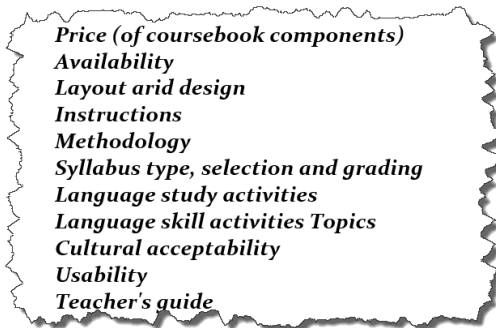 Price (of coursebook components)
Availability
Layout arid design
Instructions
Methodology
Syllabus type, selection and grading
Language study activities
Language skill activities Topics
Cultural acceptability
Usability
Teacher's guide